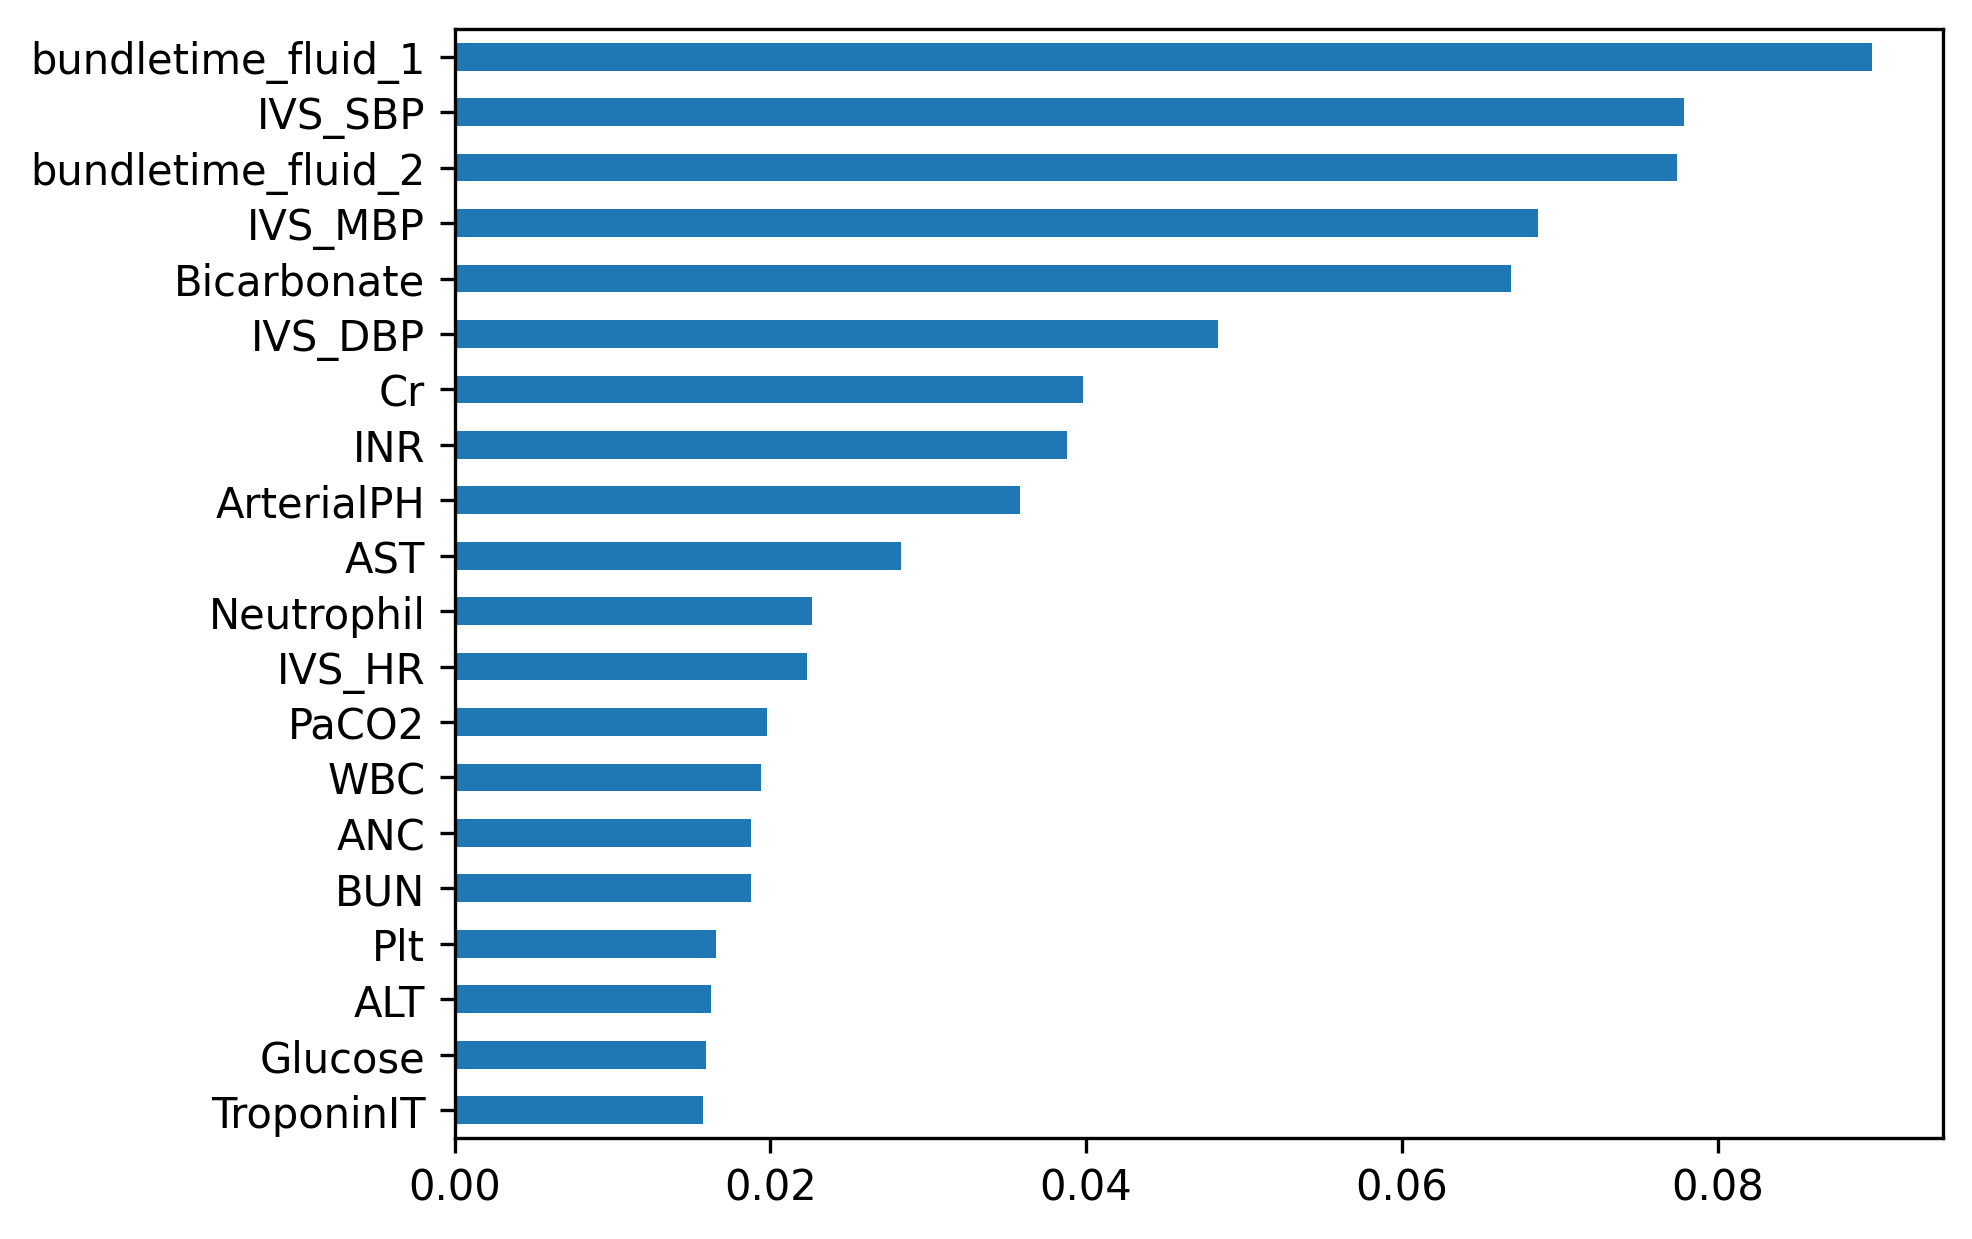 bundletime_fluid_1
IVS_SBP
bundletime_fluid_2
IVS_MBP
Bicarbonate
IVS_DBP
Cr
INR
ArterialPH
AST
Neutrophil
IVS_HR
PaCO2
WBC
ANC
BUN
Plt
ALT
Glucose
TroponinIT
0.00 0.02 0.04 0.06 0.08